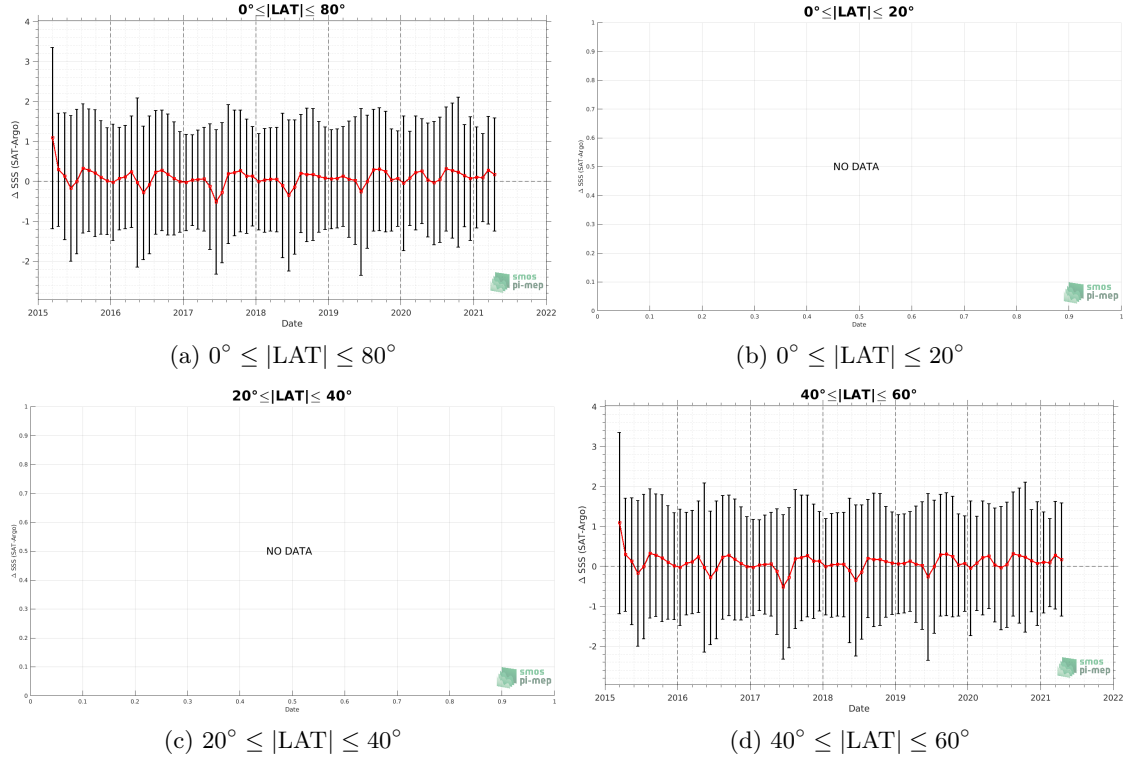 0°≤|LAT|≤ 80°
4
3
2
1
0
-1
-2
Δ SSS (SAT-Argo)
2015 2016 2017 2018 2019 2020 2021 2022
Date
smos
pi-mep
(a) 0° ≤ |LAT| ≤ 80°
0°≤|LAT|≤ 20°
1
0.9
0.8
0.7
0.6
0.5
0.4
0.3
0.2
0.1
0
Δ SSS (SAT-Argo)
NO DATA
0 0.1 0.2 0.3 0.4 0.5 0.6 0.7 0.8 0.9 1
Date
smos
pi-mep
(b) 0° ≤ |LAT| ≤ 20°
20°≤|LAT|≤ 40°
1
0.9
0.8
0.7
0.6
0.5
0.4
0.3
0.2
0.1
0
Δ SSS (SAT-Argo)
NO DATA
0 0.1 0.2 0.3 0.4 0.5 0.6 0.7 0.8 0.9 1
Date
smos
pi-mep
(c) 20° ≤ |LAT| ≤ 40°
40°≤|LAT|≤ 60°
4
3
2
1
0
-1
-2
Δ SSS (SAT-Argo)
2015 2016 2017 2018 2019 2020 2021 2022
Date
smos
pi-mep
(d) 40° ≤ |LAT| ≤ 60°